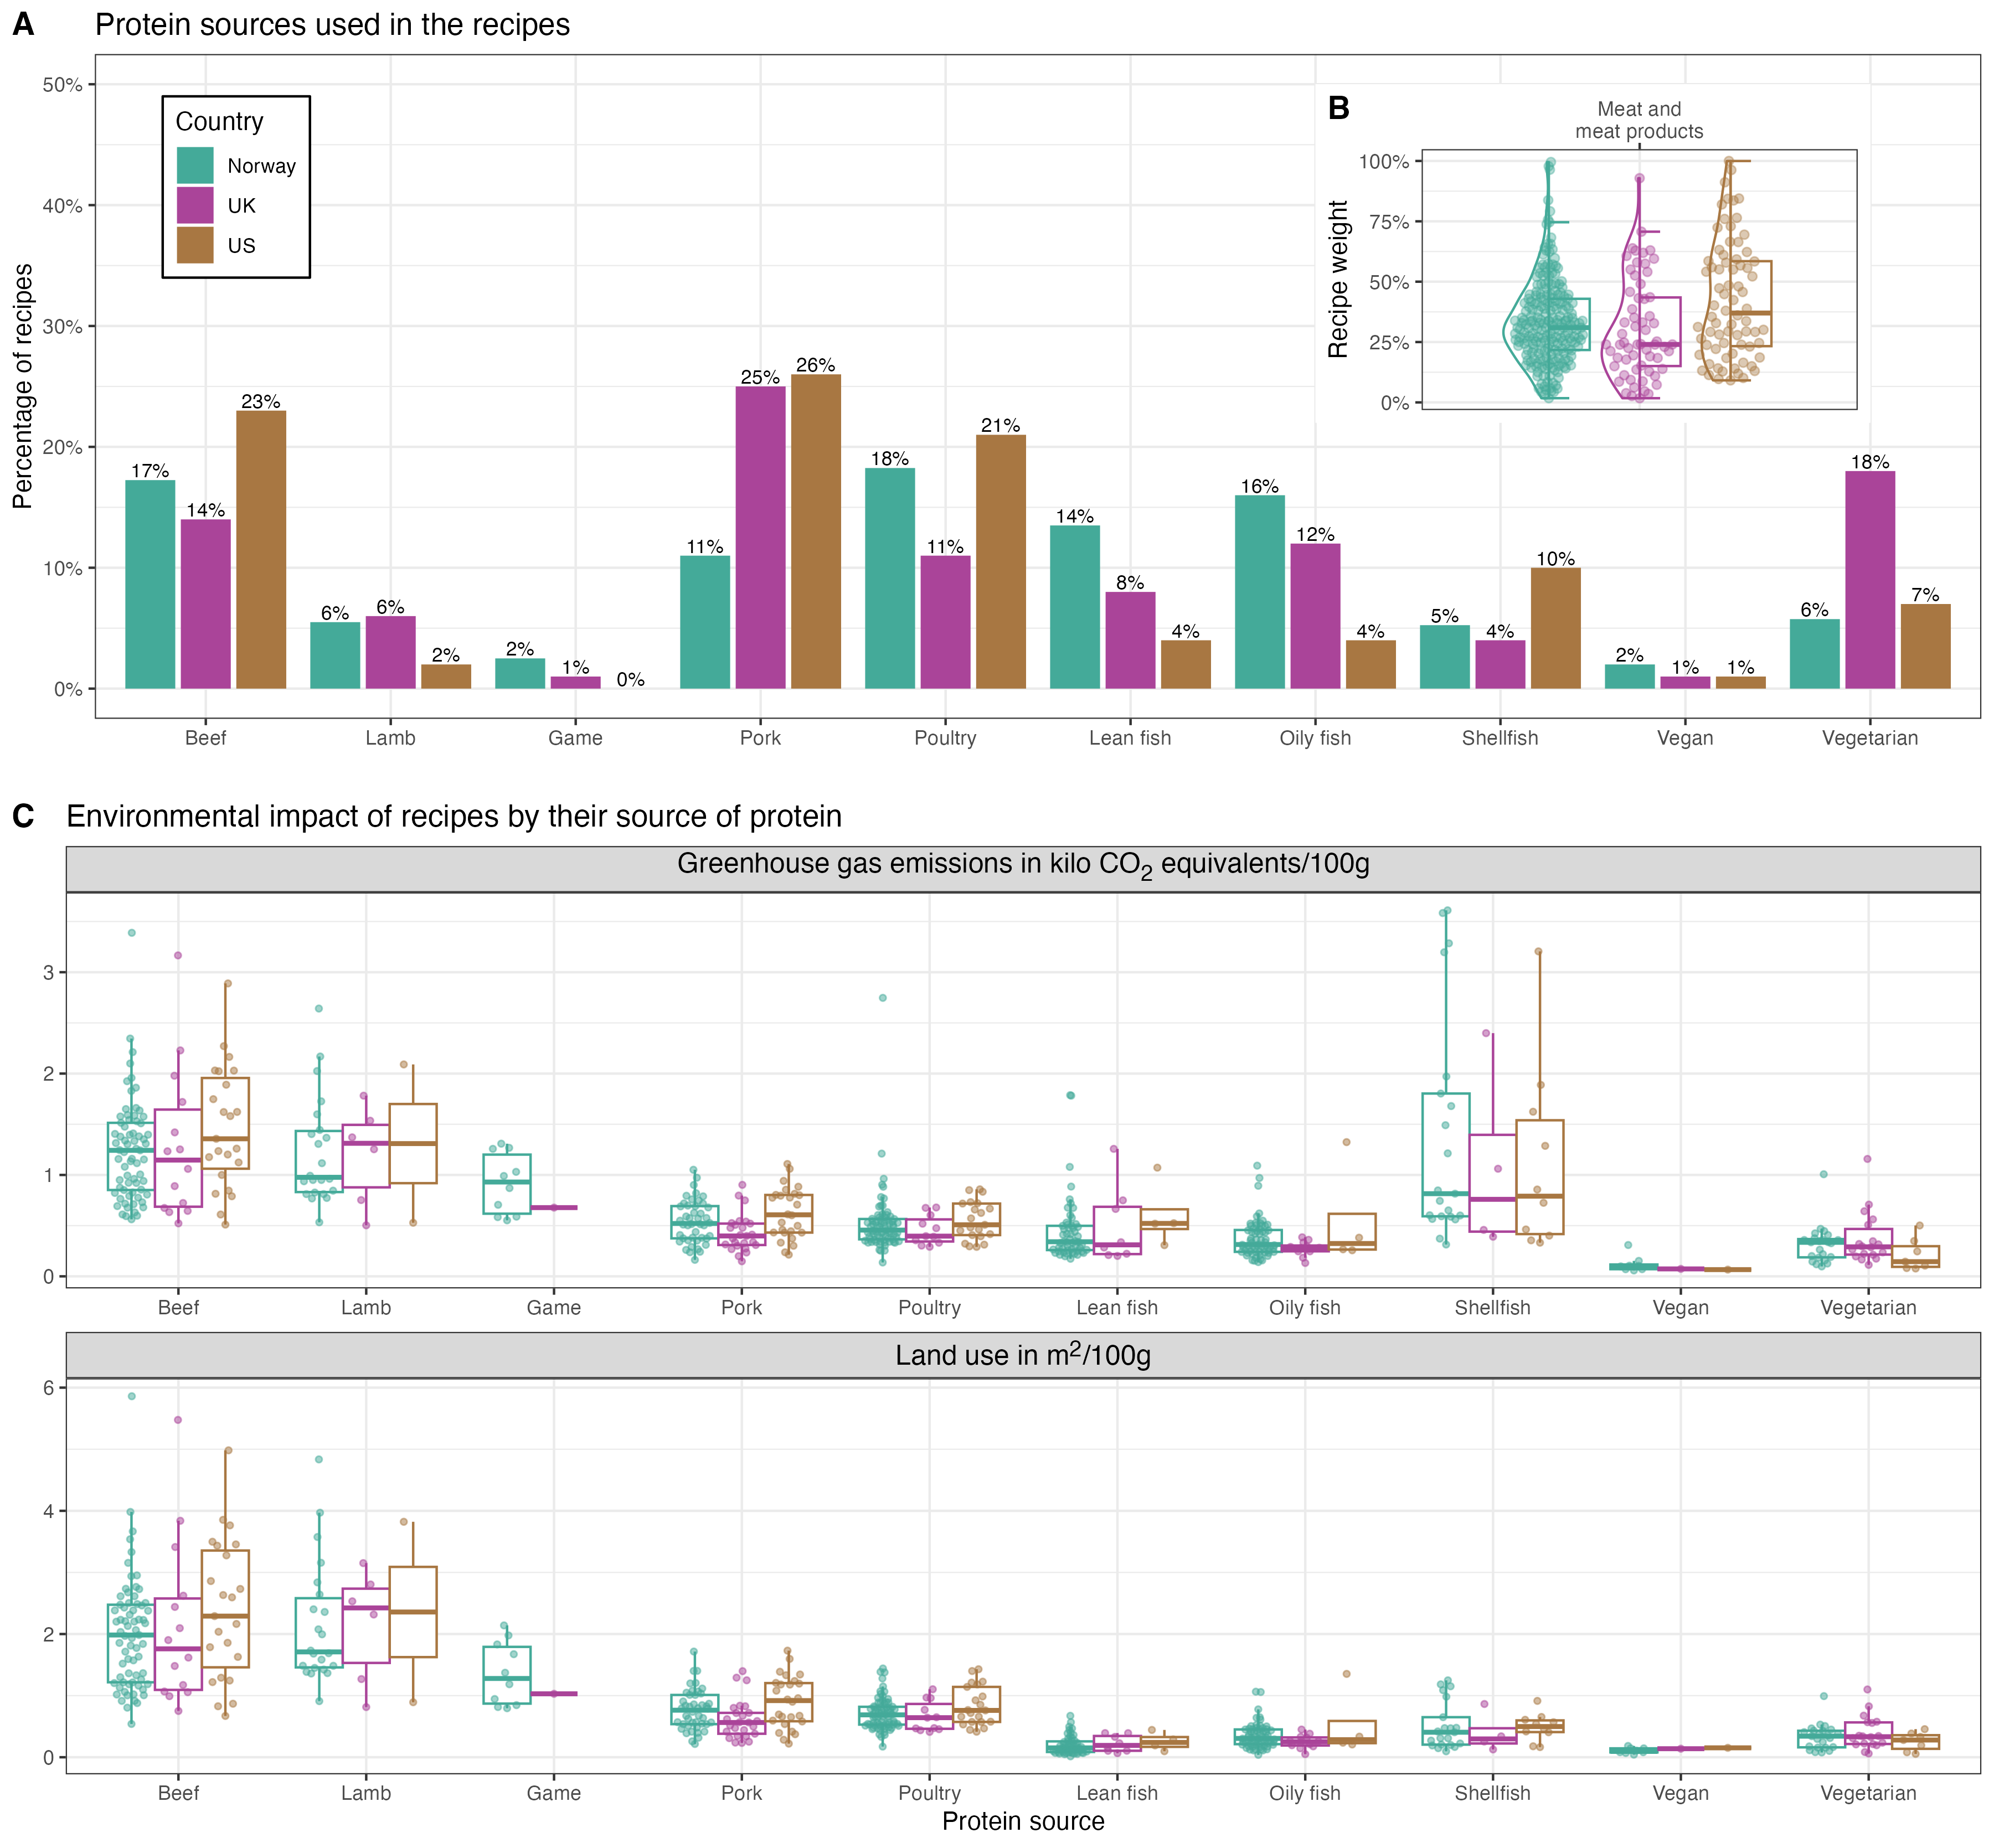 A Protein sources used in the recipes
50%
40%
30%
20%
10%
0%
Percentage of recipes
Country
Norway
UK
US
17%
14%
23%
6%
6%
2%
2%
1%
0%
11%
25%
26%
18%
11%
21%
14%
8%
4%
16%
12%
4%
5%
4%
10%
2%
1%
1%
6%
18%
7%
Beef Lamb Game Pork Poultry Lean fish Oily fish Shellfish Vegan Vegetarian
B
Meat and
meat products
100%
75%
50%
25%
0%
Recipe weight
C Environmental impact of recipes by their source of protein
Greenhouse gas emissions in kilo CO₂ equivalents/100g
3
2
1
0
Beef Lamb Game Pork Poultry Lean fish Oily fish Shellfish Vegan Vegetarian
Land use in m²/100g
6
4
2
0
Beef Lamb Game Pork Poultry Lean fish Oily fish Shellfish Vegan Vegetarian
Protein source